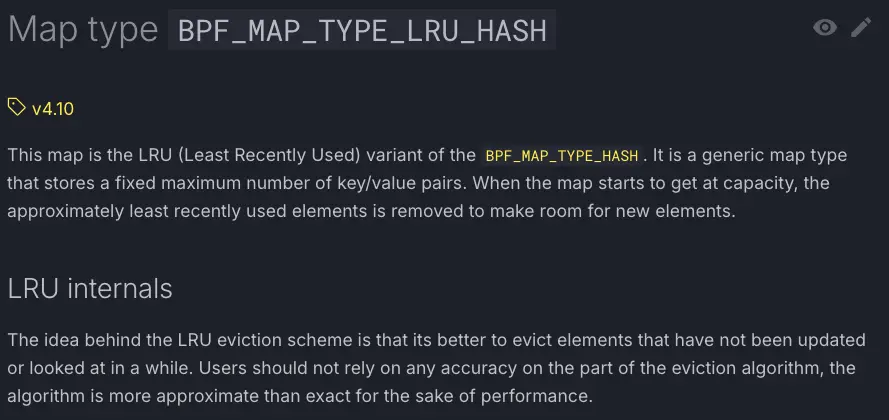 Map type BPF_MAP_TYPE_LRU_HASH
v4.10
This map is the LRU (Least Recently Used) variant of the BPF_MAP_TYPE_HASH. It is a generic map type
that stores a fixed maximum number of key/value pairs. When the map starts to get at capacity, the
approximately least recently used elements is removed to make room for new elements.
LRU internals
The idea behind the LRU eviction scheme is that its better to evict elements that have not been updated
or looked at in a while. Users should not rely on any accuracy on the part of the eviction algorithm, the
algorithm is more approximate than exact for the sake of performance.